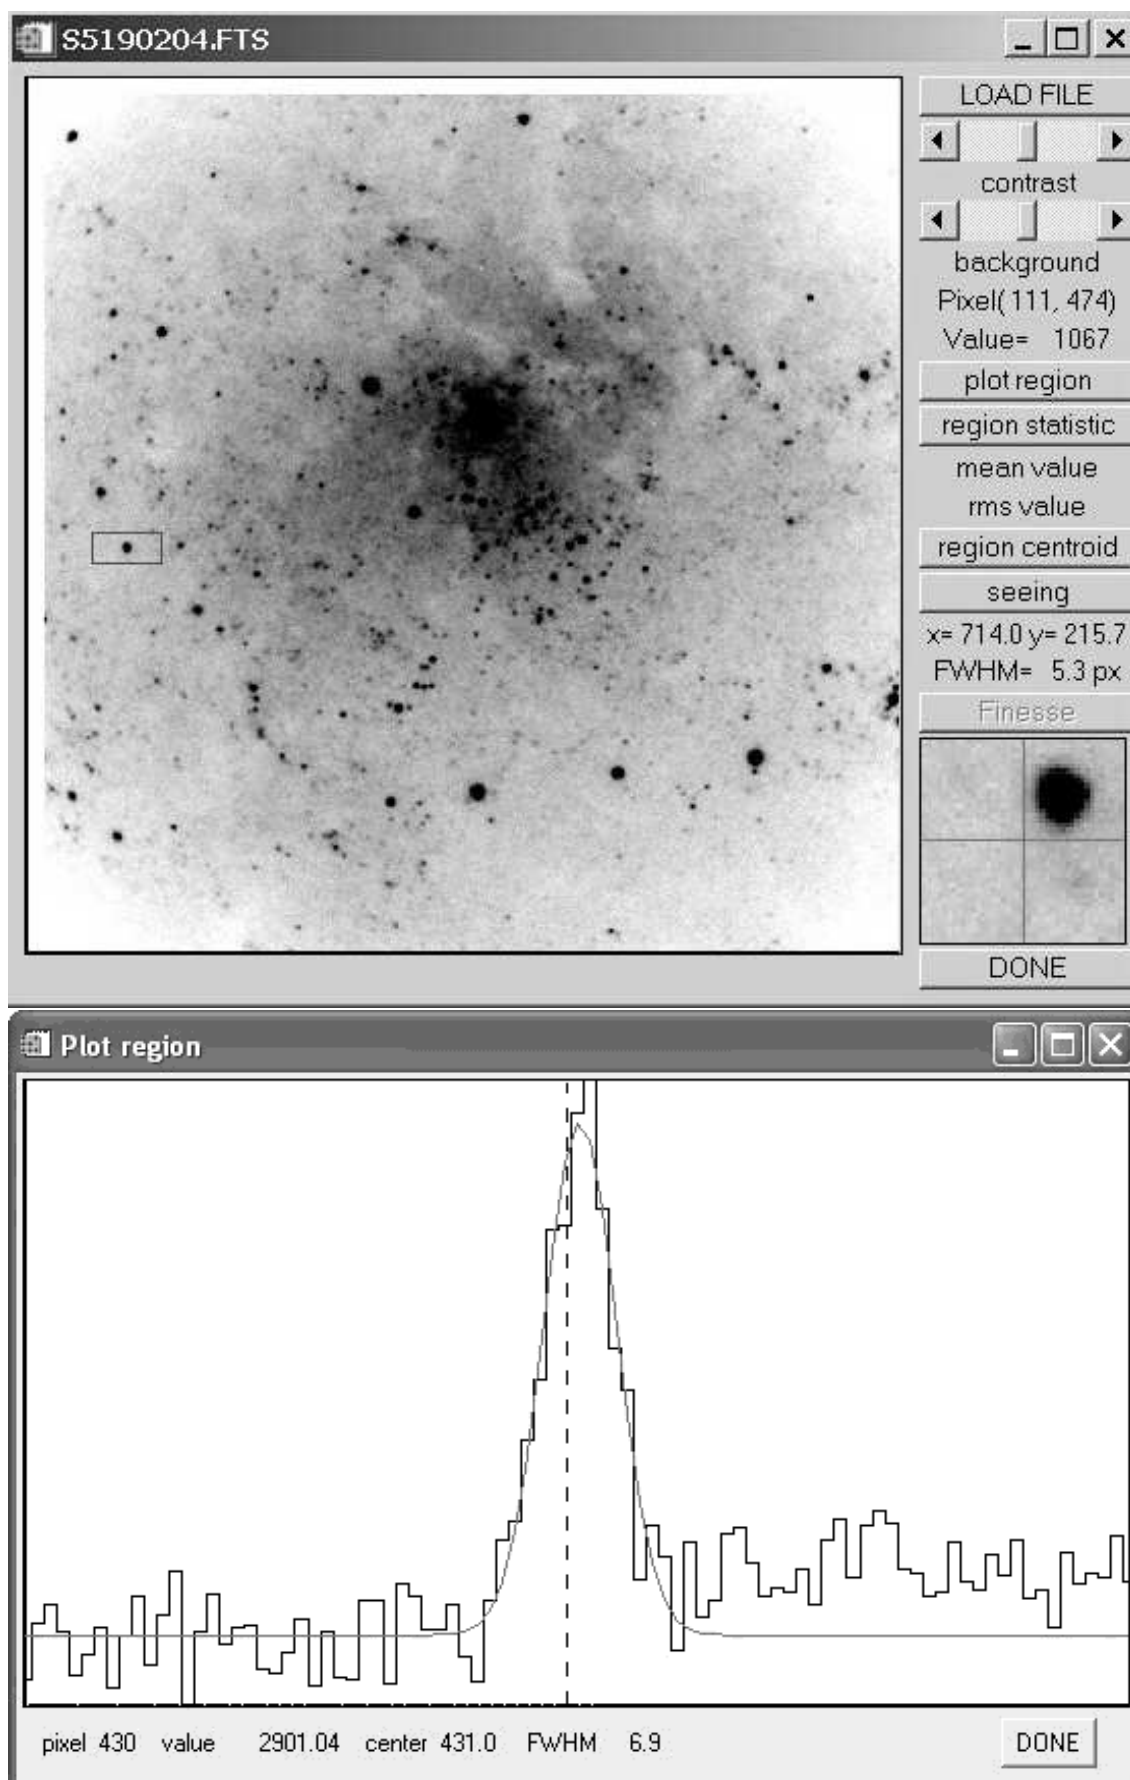 S5190204.FTS
LOAD FILE
contrast
background
Pixel( 111, 474)
Value= 1067
plot region
region statistic
mean value
rms value
region centroid
seeing
x= 714.0 y= 215.7
FWHM= 5.3 px
Finesse
DONE
Plot region
pixel 430 value 2901.04 center 431.0 FWHM 6.9 DONE